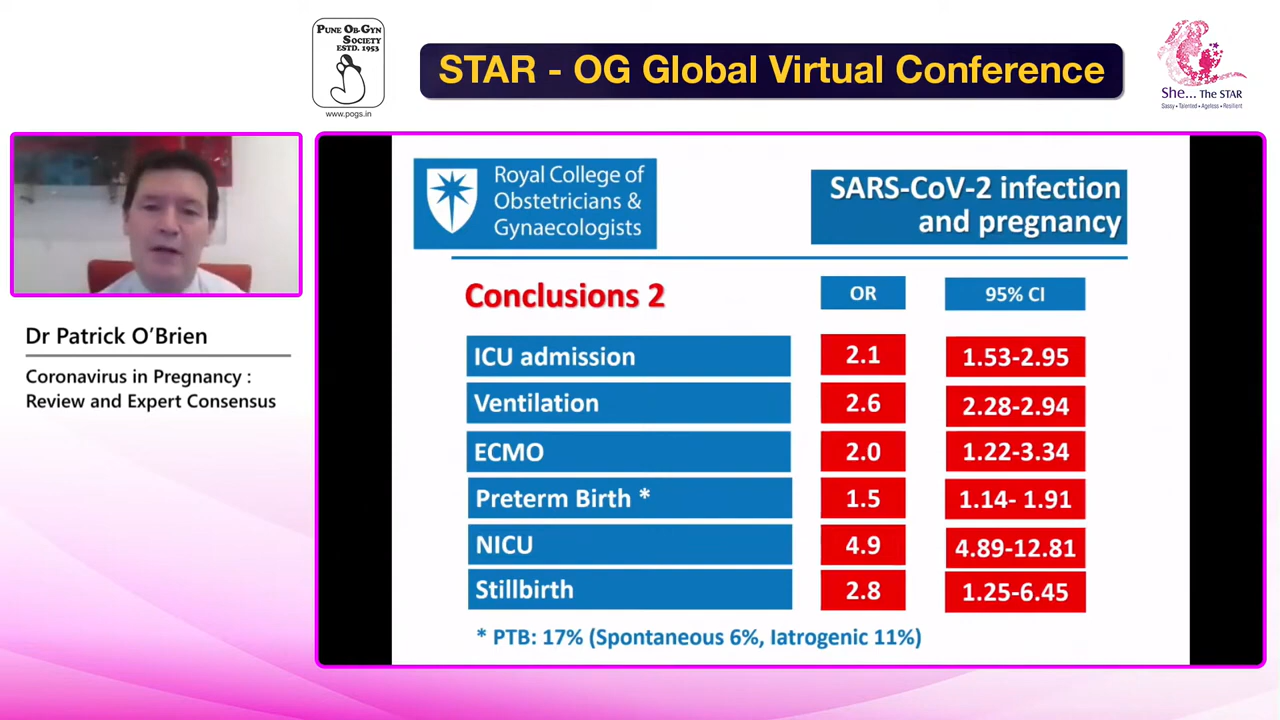 PUNE OB-GYN
SOCIETY
ESTD. 1953
www.pogs.in
STAR - OG Global Virtual Conference
She... The STAR
Sassy • Talented • Ageless • Resilient
Dr Patrick O'Brien
Coronavirus in Pregnancy :
Review and Expert Consensus
Royal College of
Obstetricians &
Gynaecologists
SARS-CoV-2 infection
and pregnancy
Conclusions 2 OR 95% CI
ICU admission 2.1 1.53-2.95
Ventilation 2.6 2.28-2.94
ECMO 2.0 1.22-3.34
Preterm Birth * 1.5 1.14- 1.91
NICU 4.9 4.89-12.81
Stillbirth 2.8 1.25-6.45
* PTB: 17% (Spontaneous 6%, Iatrogenic 11%)